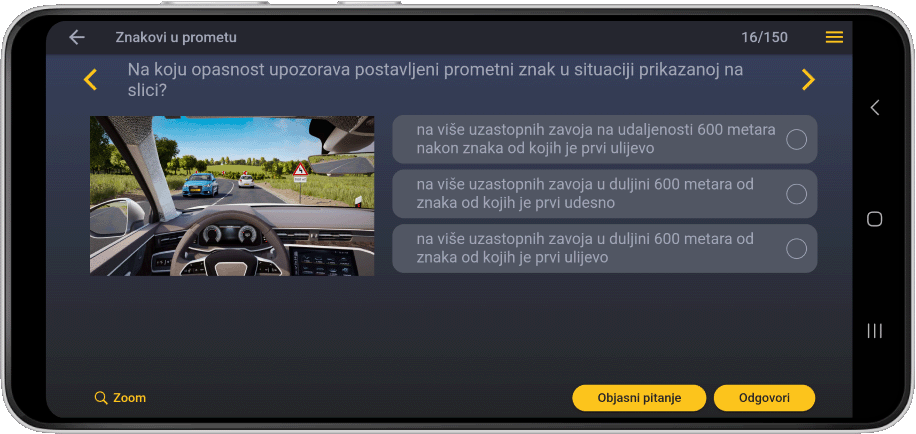 Znakovi u prometu
16/150
Na koju opasnost upozorava postavljeni prometni znak u situaciji prikazanoj na
slici?
na više uzastopnih zavoja na udaljenosti 600 metara
nakon znaka od kojih je prvi ulijevo
na više uzastopnih zavoja u duljini 600 metara od
znaka od kojih je prvi udesno
na više uzastopnih zavoja u duljini 600 metara od
znaka od kojih je prvi ulijevo
Zoom
Objasni pitanje
Odgovori